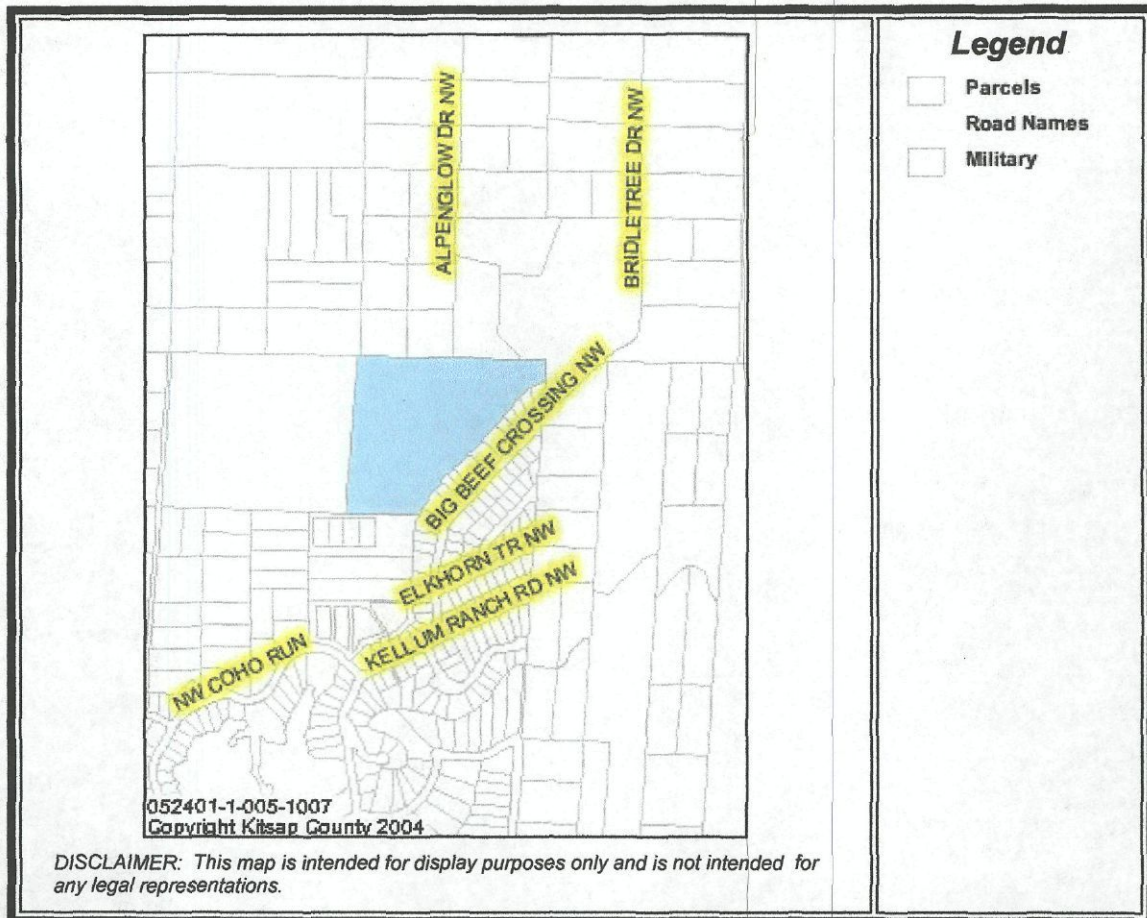 Legend
Parcels
Road Names
Military
ALPENGLOW DR NW
BRIDLETREE DR NW
BIG BEEF CROSSING NW
ELKHORN TR NW
KELLUM RANCH RD NW
NW COHO RUN
052401-1-005-1007
Copyright Kitsap County 2004
DISCLAIMER: This map is intended for display purposes only and is not intended for
any legal representations.